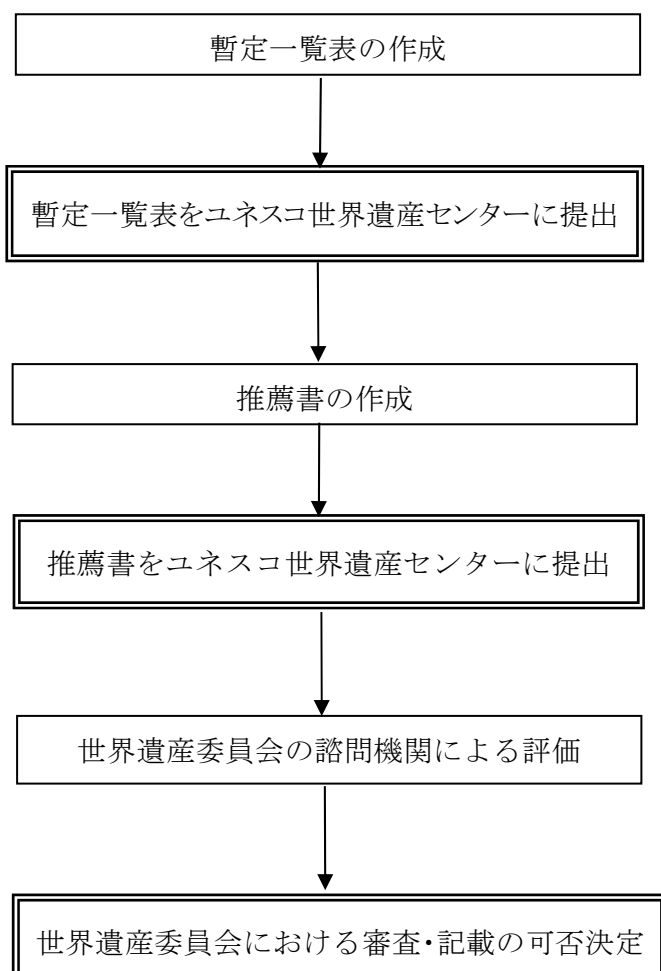 暫定一覧表の作成
暫定一覧表をユネスコ世界遺産センターに提出
推薦書の作成
推薦書をユネスコ世界遺産センターに提出
世界遺産委員会の諮問機関による評価
世界遺産委員会における審査・記載の可否決定